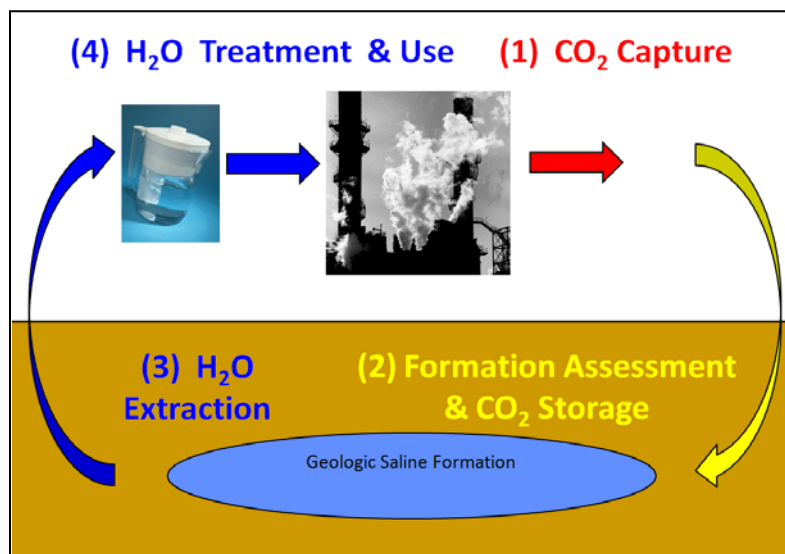 (4) H₂O Treatment & Use
(1) CO₂ Capture
(3) H₂O
Extraction
(2) Formation Assessment
& CO₂ Storage
Geologic Saline Formation